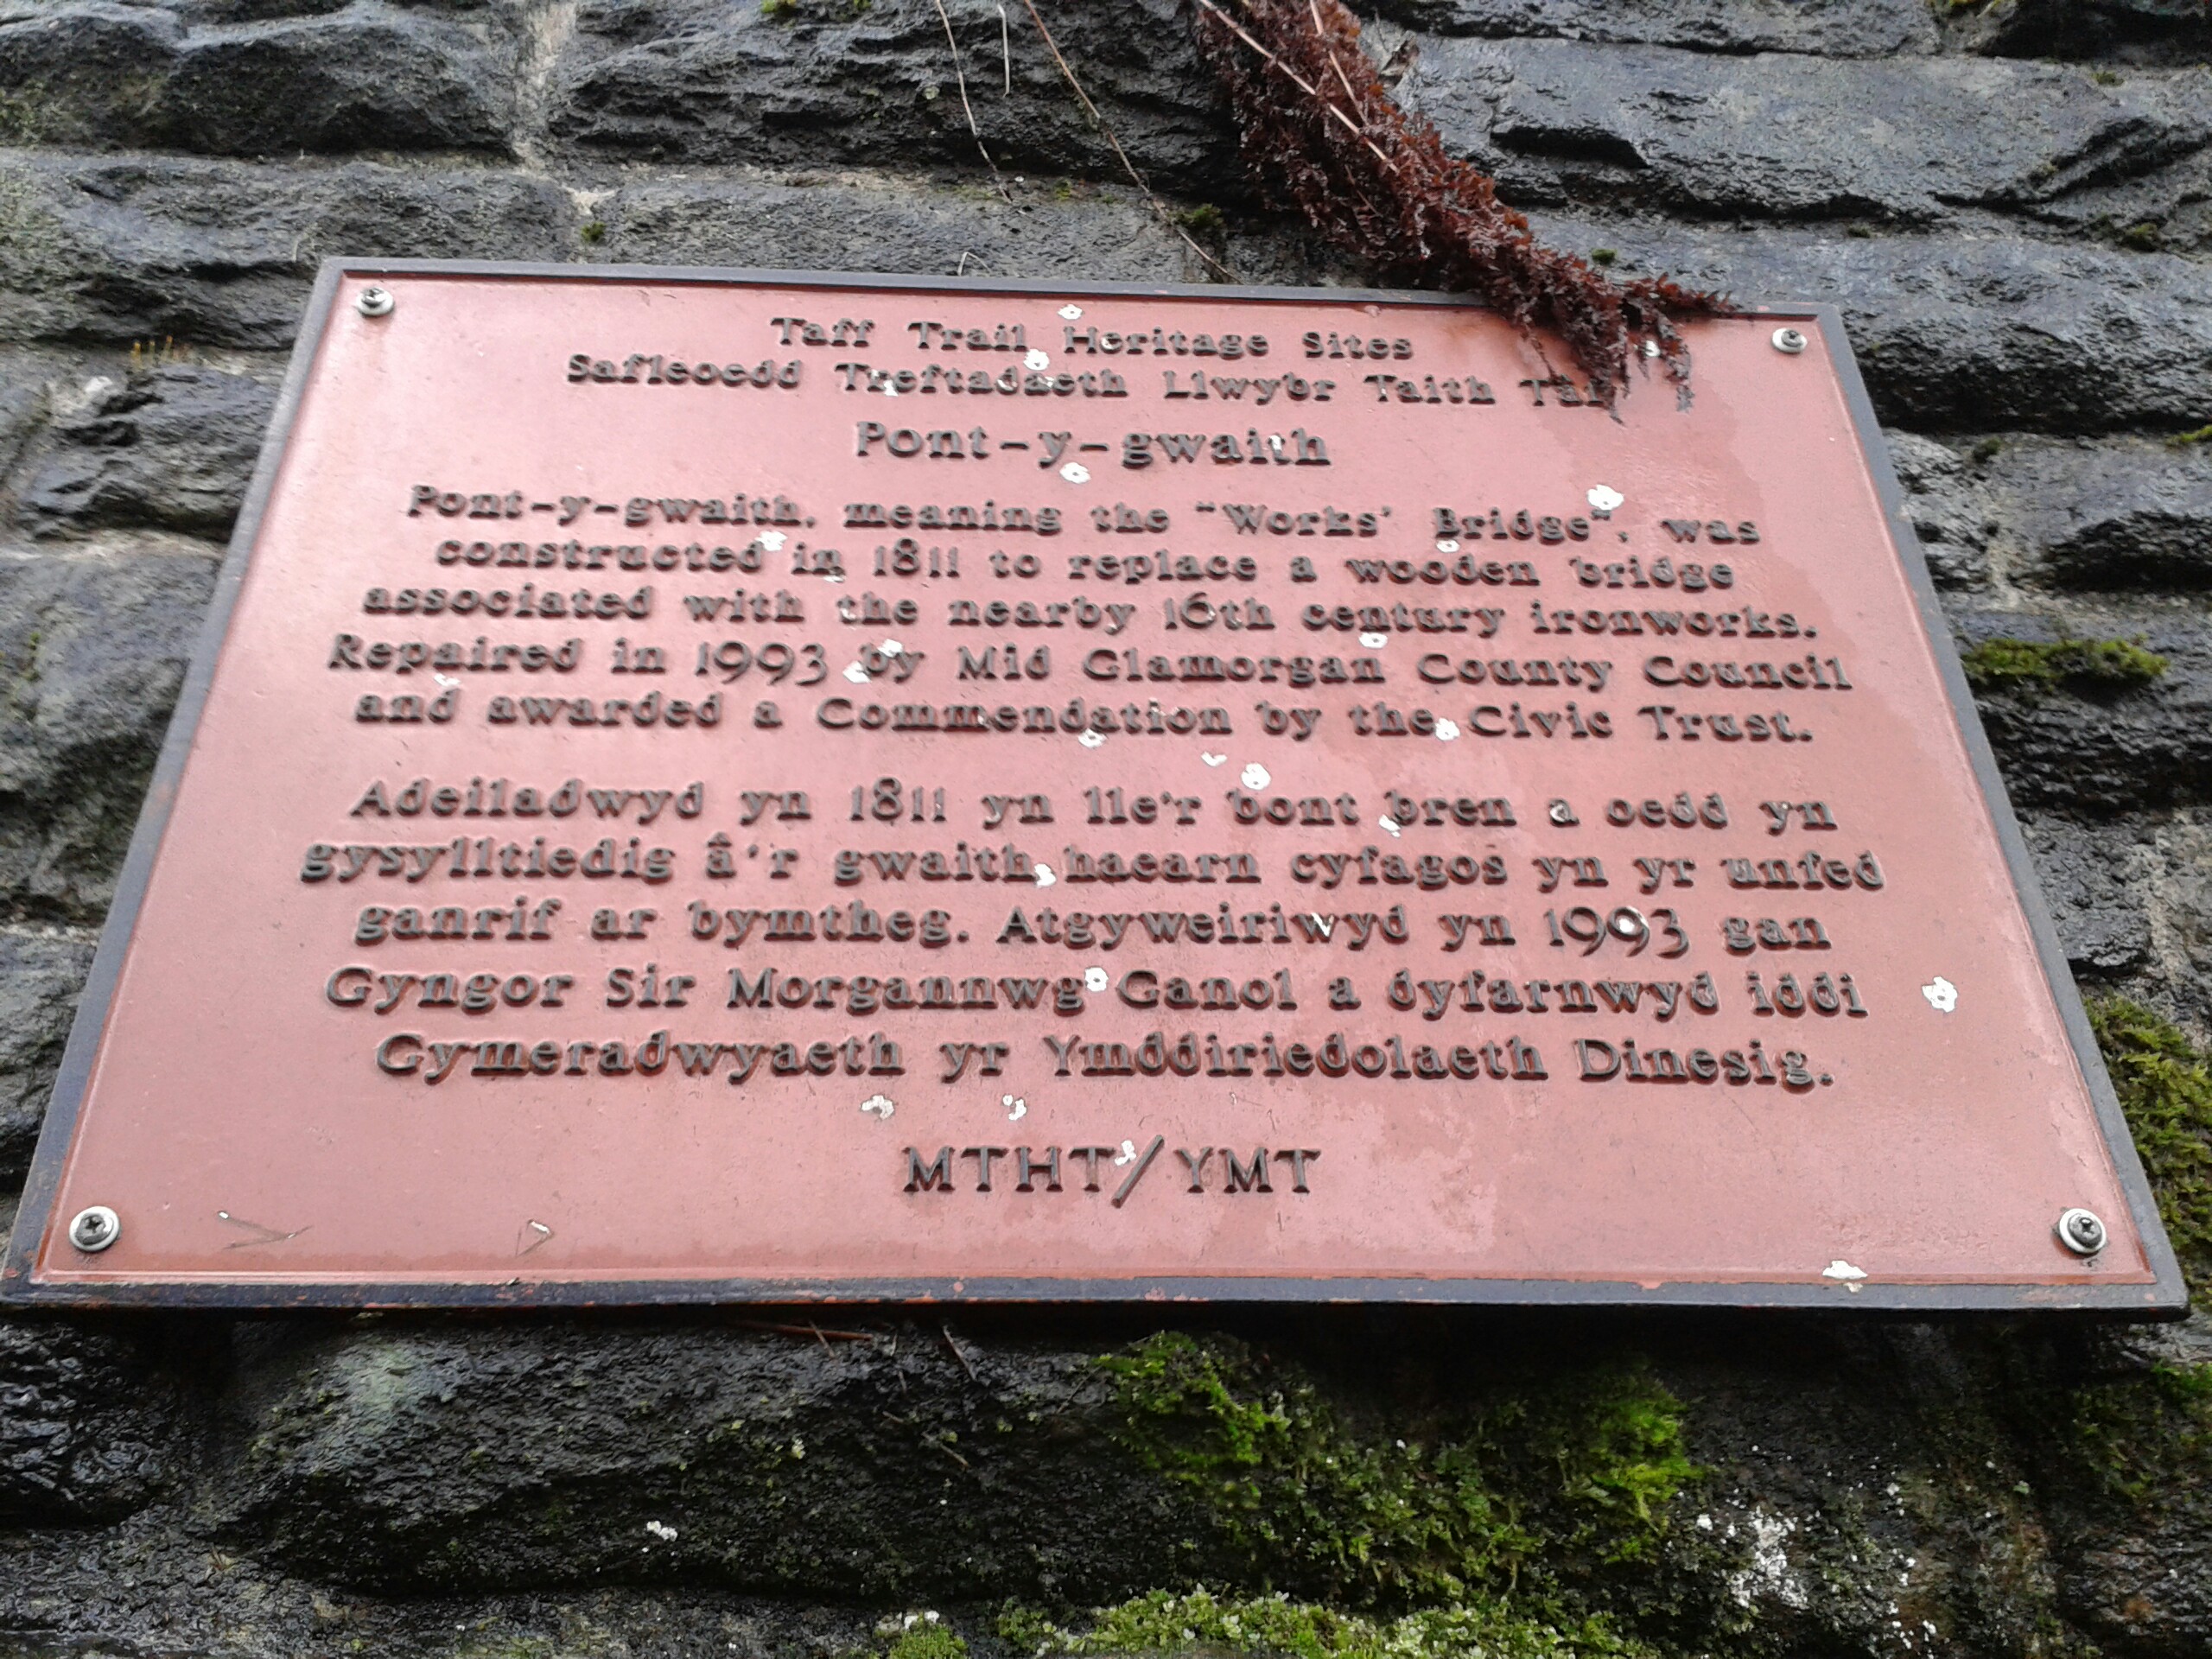 Taff Trail Heritage Sites
Safleoedd Treftadaeth Llwybr Taith Taf
Pont-y-gwaith
Pont-y-gwaith, meaning the "Works' Bridge", was
constructed in 1811 to replace a wooden bridge
associated with the nearby 16th century ironworks.
Repaired in 1993 by Mid Glamorgan County Council
and awarded a Commendation by the Civic Trust.
Adeiladwyd yn 1811 yn lle'r bont bren a oedd yn
gysylltiedig â'r gwaith haearn cyfagos yn yr unfed
ganrif ar bymtheg. Atgyweiriwyd yn 1993 gan
Gyngor Sir Morgannwg Ganol a dyfarnwyd iddi
Gymeradwyaeth yr Ymddiriedolaeth Dinesig.
MTHT/YMT